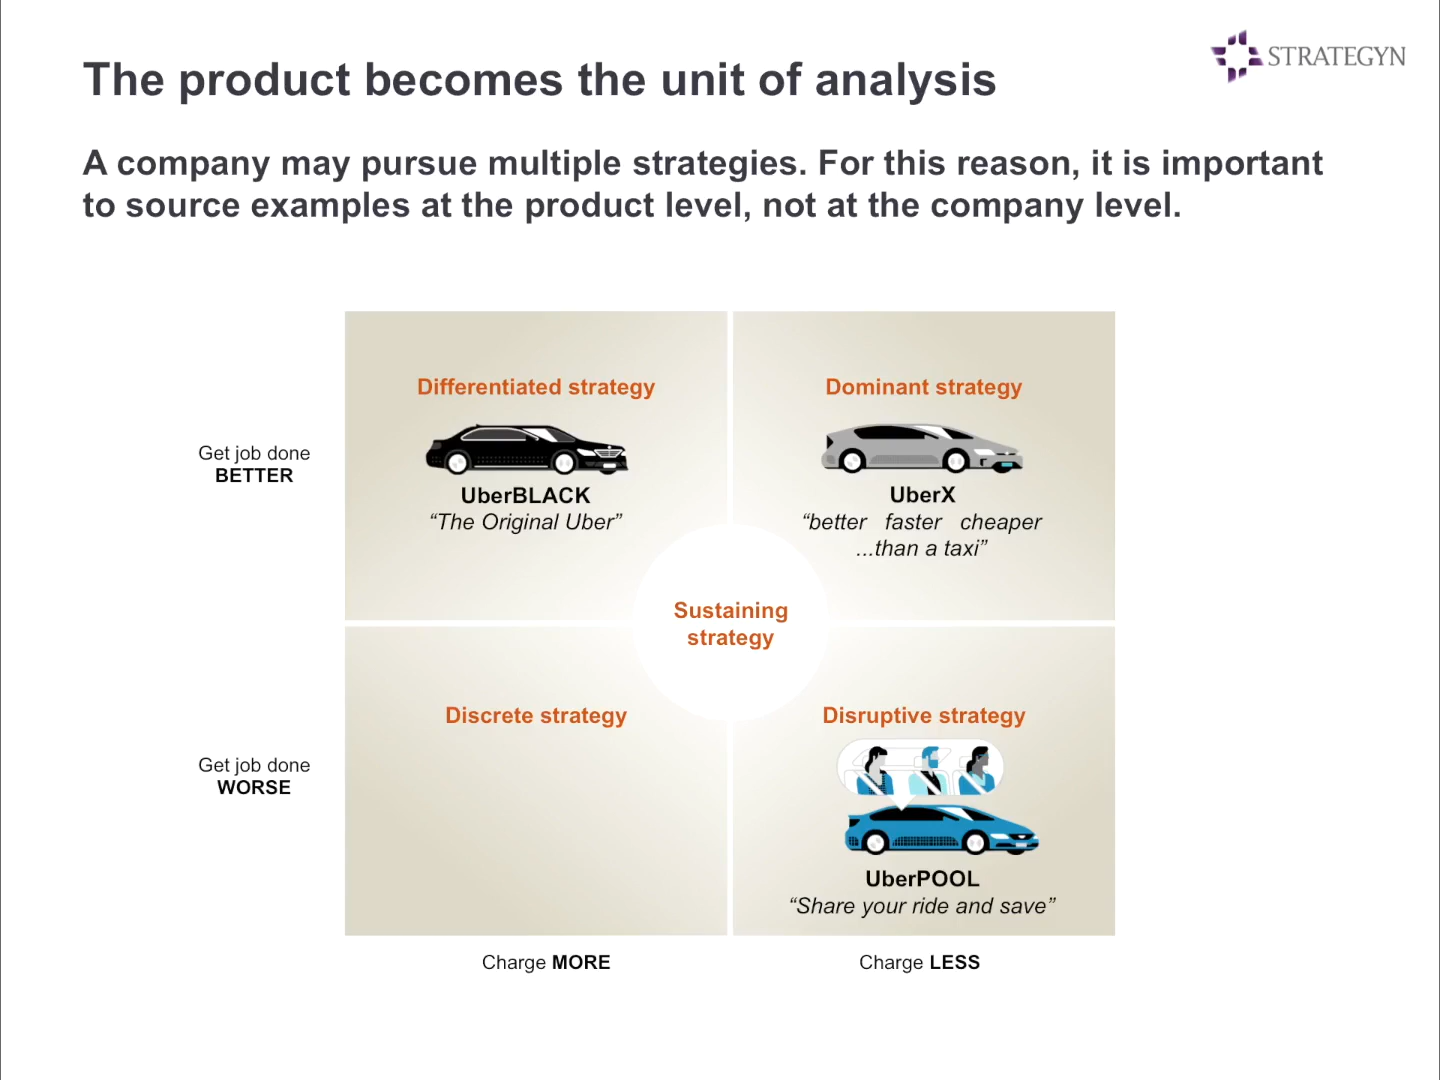 STRATEGYN
The product becomes the unit of analysis
A company may pursue multiple strategies. For this reason, it is important
to source examples at the product level, not at the company level.
Differentiated strategy
Dominant strategy
Get job done
BETTER
UberBLACK
“The Original Uber”
UberX
“better faster cheaper
...than a taxi”
Sustaining
strategy
Discrete strategy
Disruptive strategy
Get job done
WORSE
UberPOOL
“Share your ride and save”
Charge MORE
Charge LESS